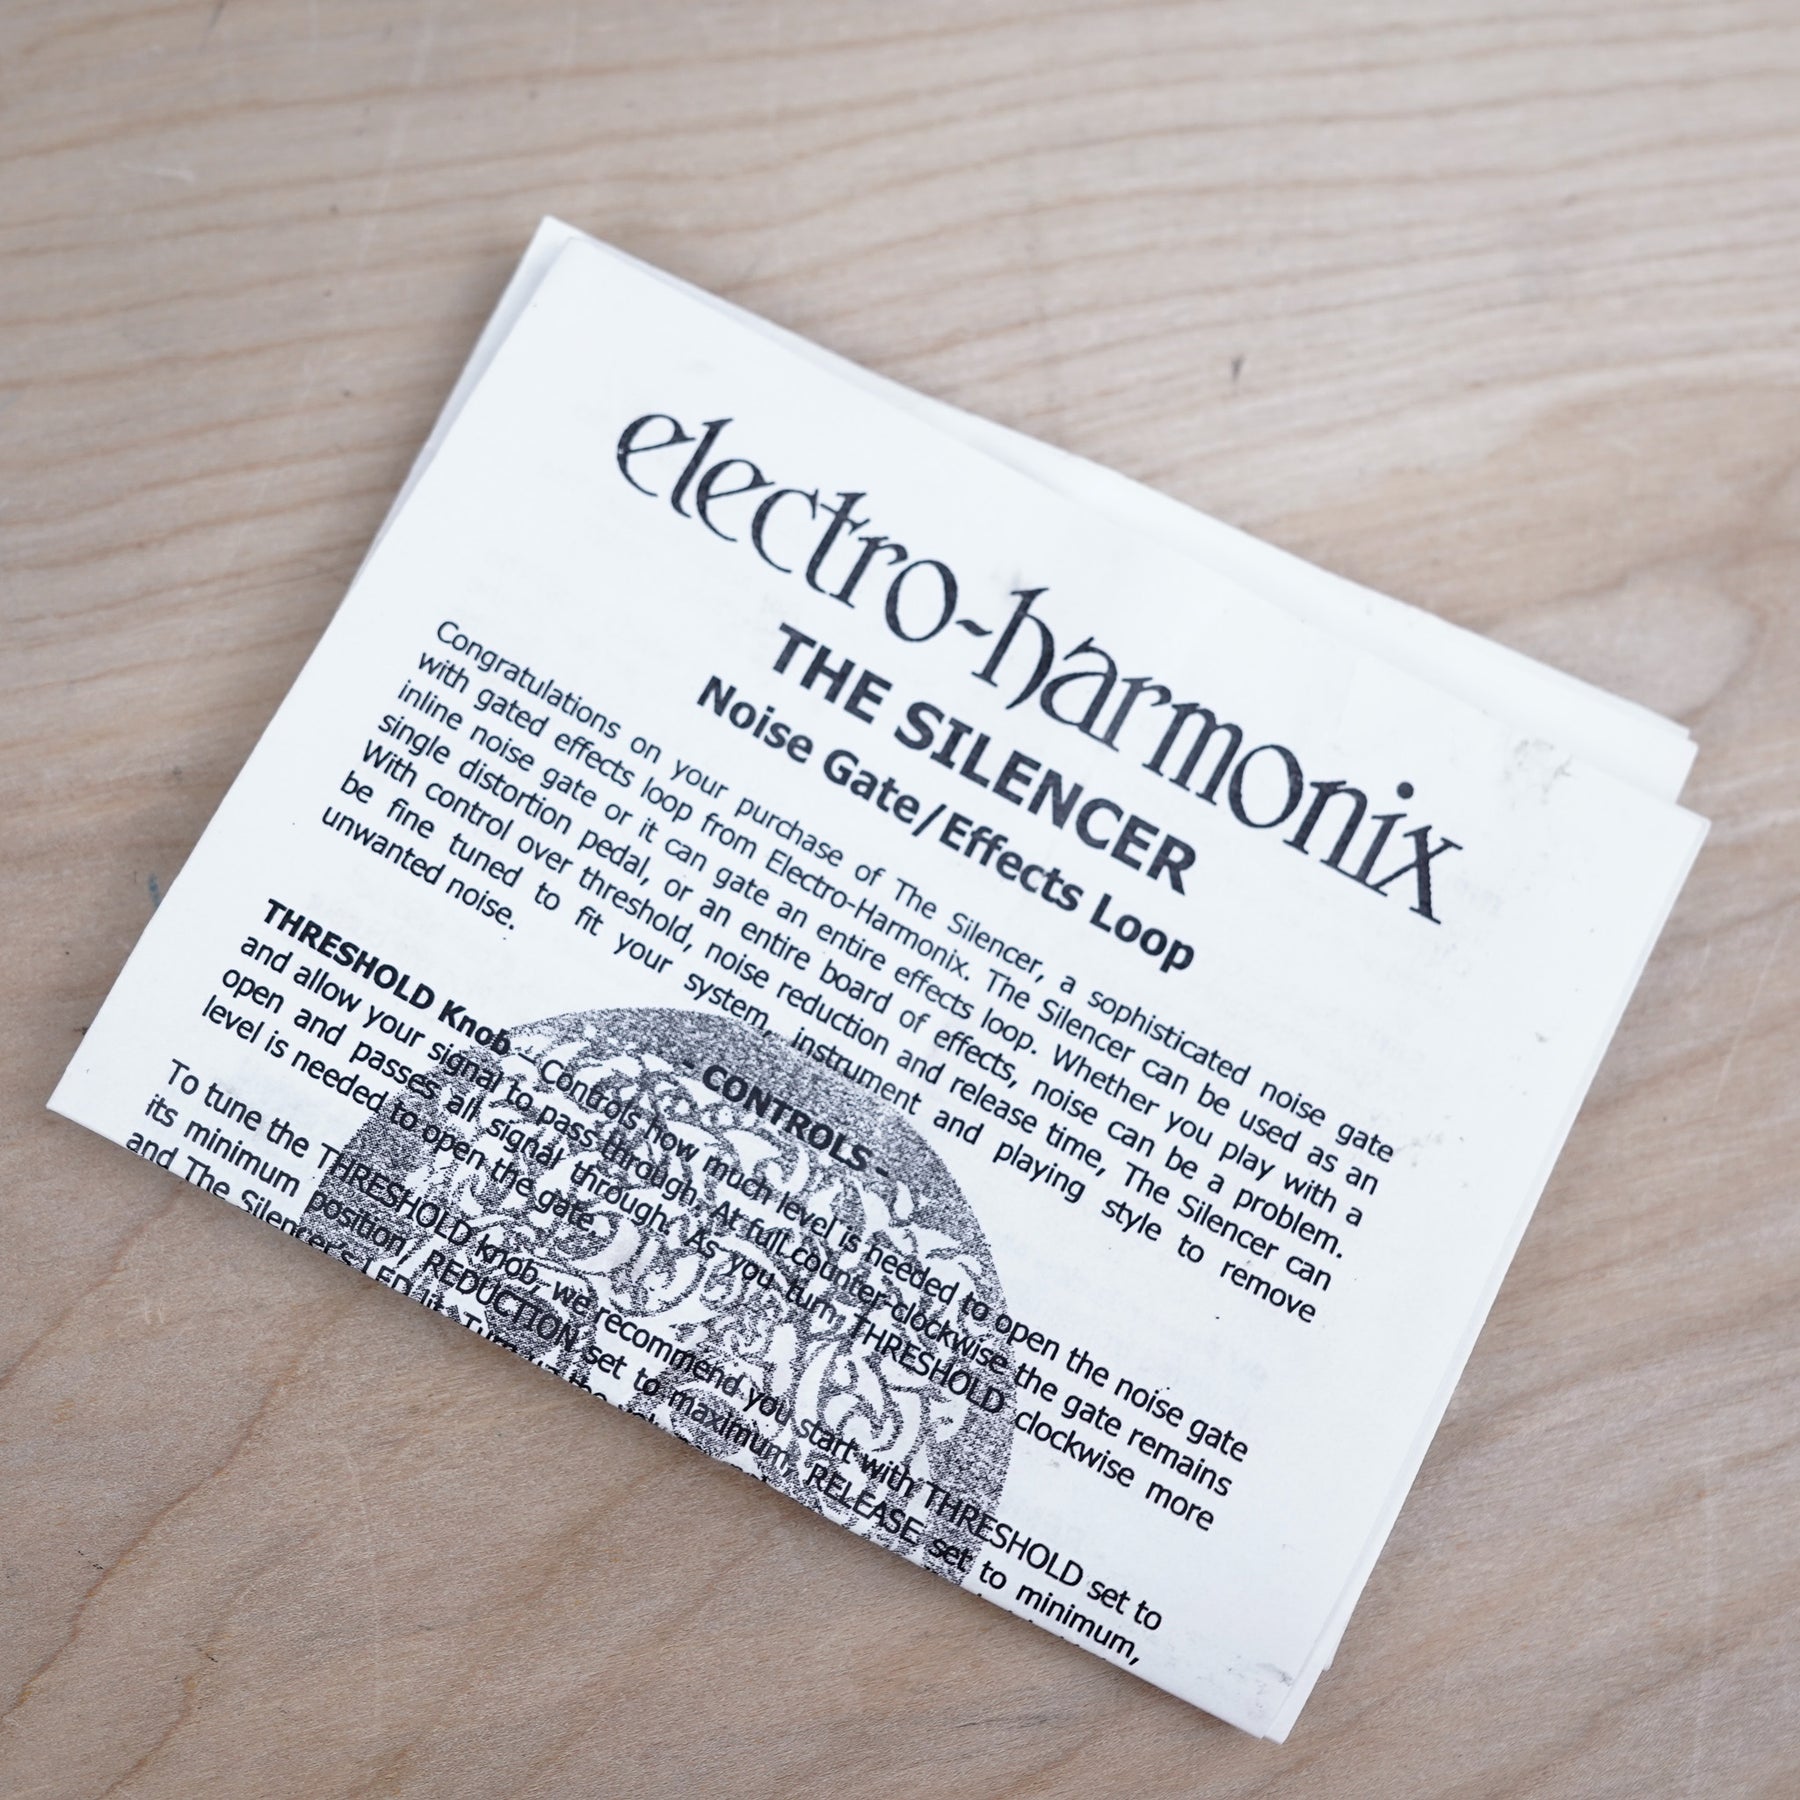 electro-harmonix
THE SILENCER
Noise Gate/Effects Loop
Congratulations on your purchase of The Silencer, a sophisticated noise gate
with gated effects loop from Electro-Harmonix. The Silencer can be used as an
inline noise gate or it can gate an entire effects loop. Whether you play with a
single distortion pedal, or an entire board of effects, noise can be a problem.
With control over threshold, noise reduction and release time, The Silencer can
be fine tuned to fit your system, instrument and playing style to remove
unwanted noise.
- CONTROLS -
THRESHOLD Knob – Controls how much level is needed to open the noise gate
and allow your signal to pass through. At full counter-clockwise the gate remains
open and passes all signal through. As you turn THRESHOLD clockwise more
level is needed to open the gate.
To tune the THRESHOLD knob, we recommend you start with THRESHOLD set to
its minimum position, REDUCTION set to maximum, RELEASE set to minimum,
and The Silencer's LED lit. Turn up the